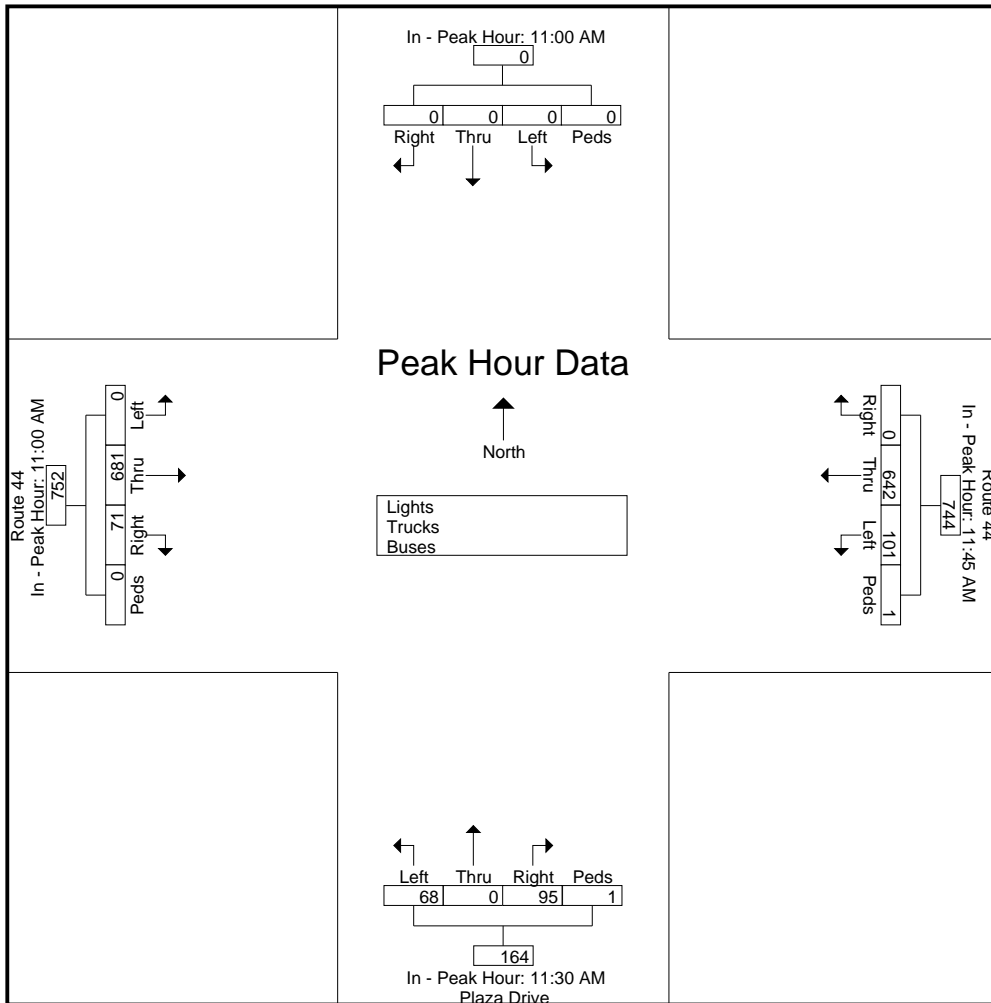 In - Peak Hour: 11:00 AM
0
0 0 0 0
Right Thru Left Peds
Peak Hour Data
North
Lights
Trucks
Buses
Route 44
In - Peak Hour: 11:00 AM
752
0 681 71 0
Left Thru Right Peds
Route 44
In - Peak Hour: 11:45 AM
744
0 642 101 1
Right Thru Left Peds
Left Thru Right Peds
68 0 95 1
164
In - Peak Hour: 11:30 AM
Plaza Drive